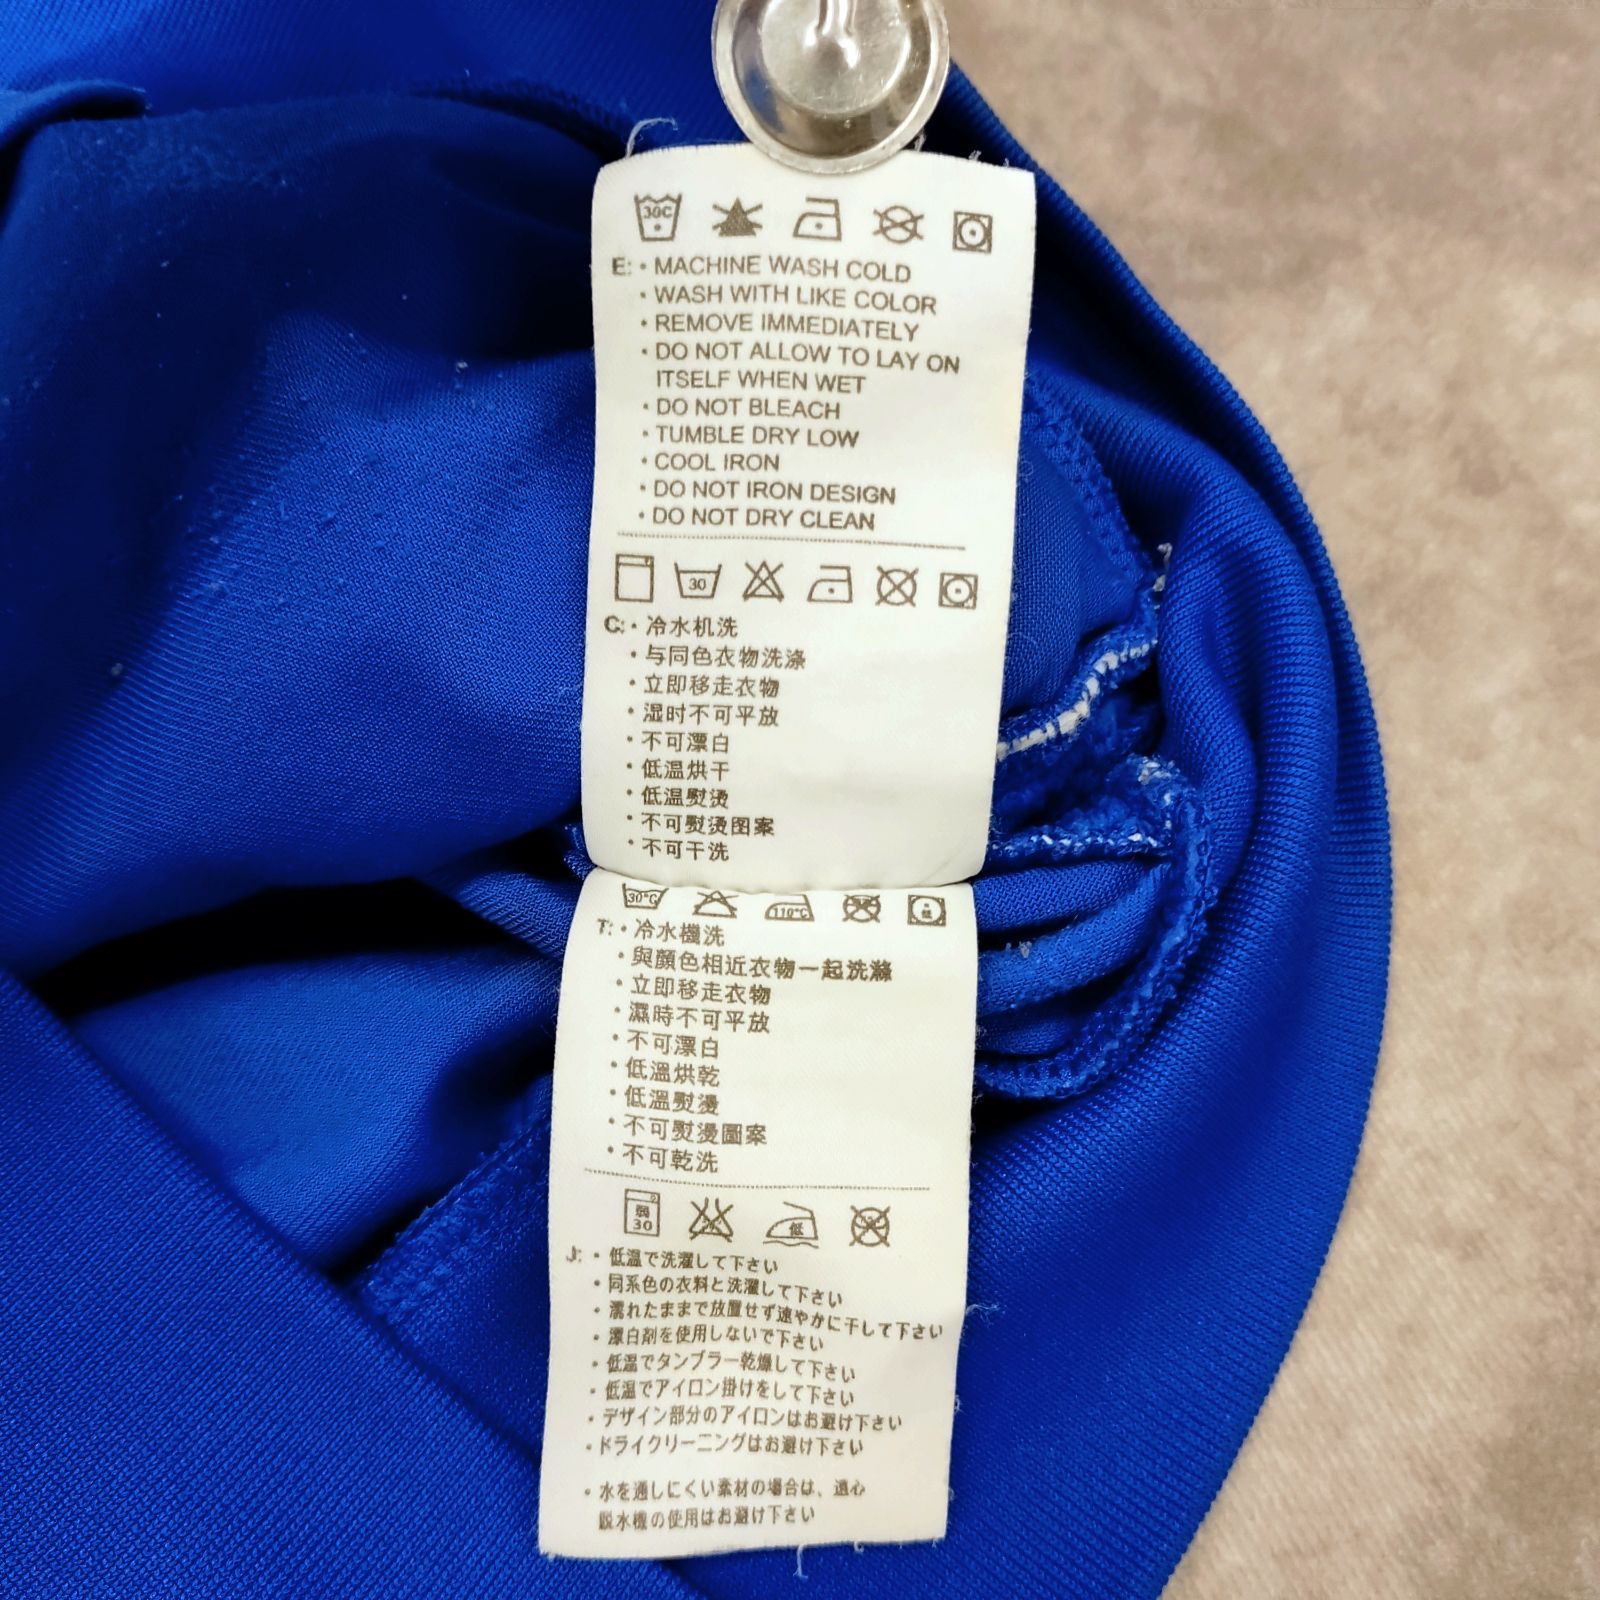 30C
E: • MACHINE WASH COLD
• WASH WITH LIKE COLOR
• REMOVE IMMEDIATELY
• DO NOT ALLOW TO LAY ON
ITSELF WHEN WET
• DO NOT BLEACH
• TUMBLE DRY LOW
• COOL IRON
• DO NOT IRON DESIGN
• DO NOT DRY CLEAN
30
C: • 冷水机洗
• 与同色衣物洗涤
• 立即移走衣物
• 湿时不可平放
• 不可漂白
• 低温烘干
• 低温熨烫
• 不可熨烫图案
• 不可干洗
30°C 110°C 低
T: • 冷水機洗
• 與顏色相近衣物一起洗滌
• 立即移走衣物
• 濕時不可平放
• 不可漂白
• 低溫烘乾
• 低溫熨燙
• 不可熨燙圖案
• 不可乾洗
弱
30 低
J: • 低温で洗濯して下さい
• 同系色の衣料と洗濯して下さい
• 濡れたままで放置せず速やかに干して下さい
• 漂白剤を使用しないで下さい
• 低温でタンブラー乾燥して下さい
• 低温でアイロン掛けをして下さい
• デザイン部分のアイロンはお避け下さい
• ドライクリーニングはお避け下さい
• 水を通しにくい素材の場合は、遠心
脱水機の使用はお避け下さい